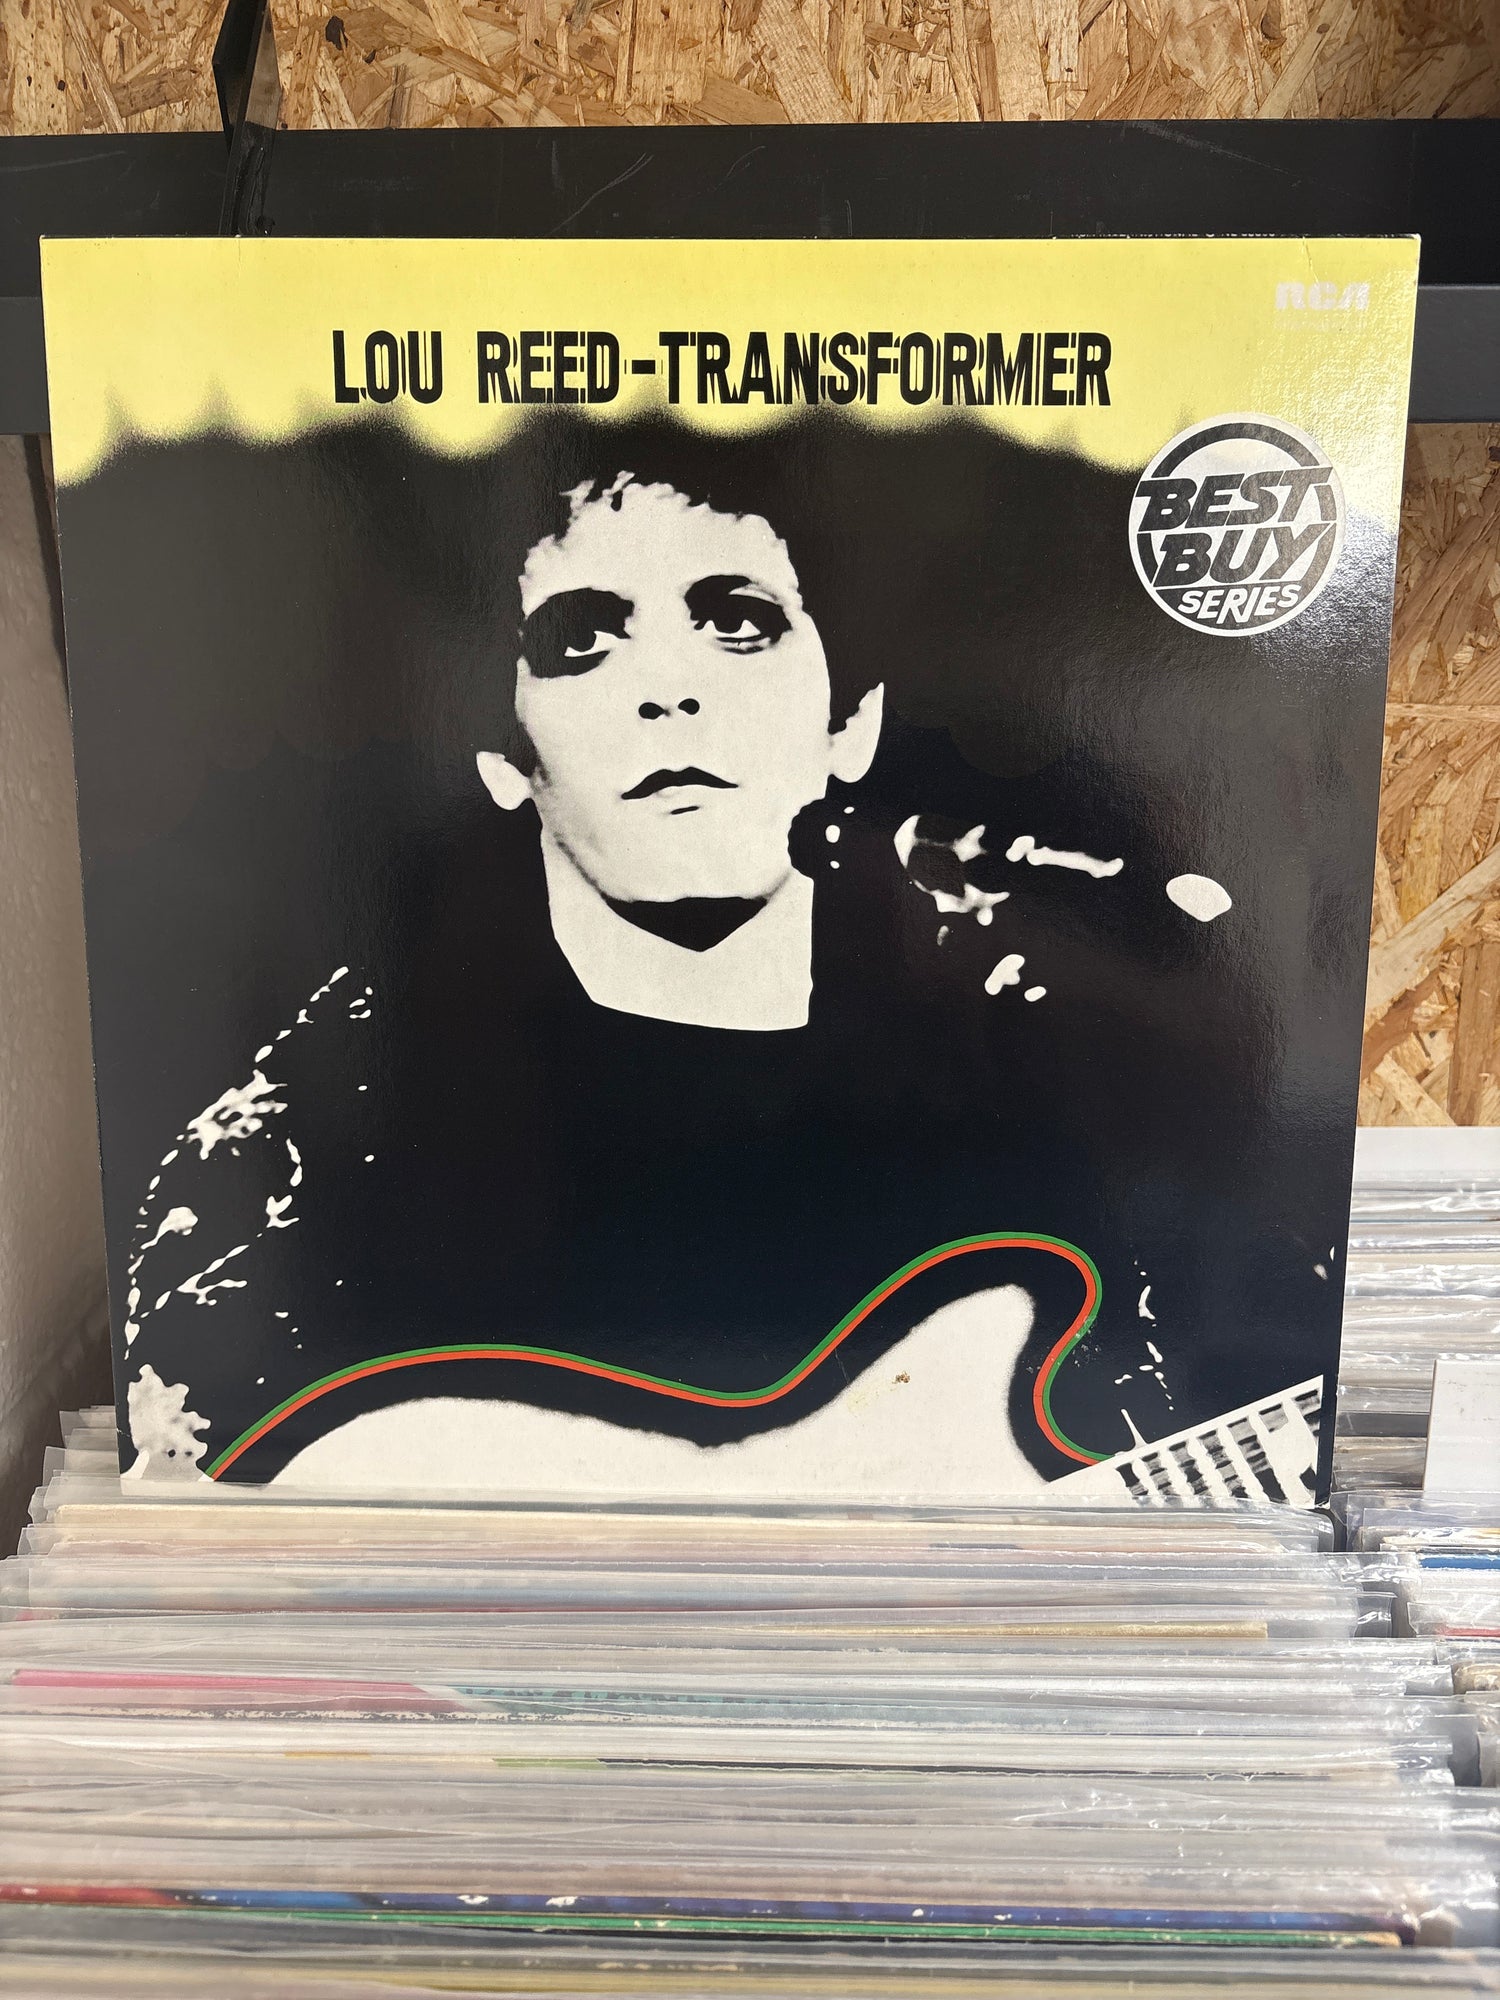 RCA
LOU REED-TRANSFORMER
BEST
BUY
SERIES